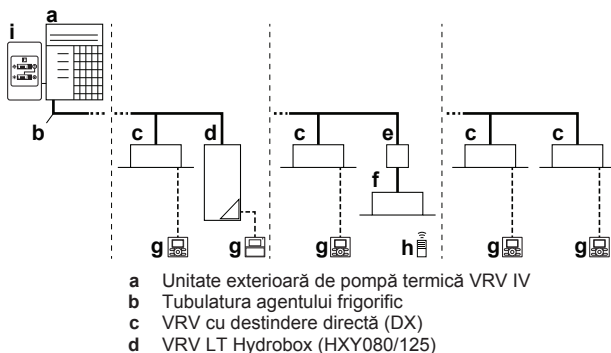 i a
b c d c e c c
f
g g g h g g
a Unitate exterioară de pompă termică VRV IV
b Tubulatura agentului frigorific
c VRV cu destindere directă (DX)
d VRV LT Hydrobox (HXY080/125)